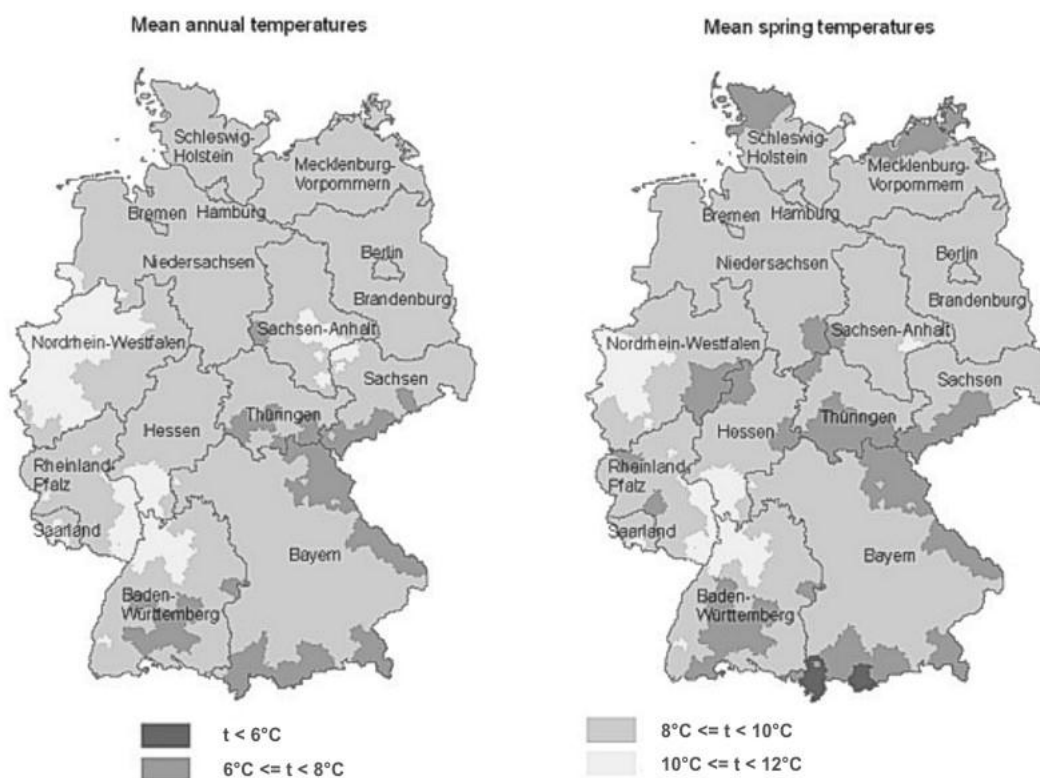 Mean annual temperatures
Schleswig-
Holstein
Mecklenburg-
Vorpommern
Bremen
Hamburg
Niedersachsen
Berlin
Brandenburg
Sachsen-Anhalt
Nordrhein-Westfalen
Sachsen
Thüringen
Hessen
Rheinland-
Pfalz
Saarland
Bayern
Baden-
Württemberg
Mean spring temperatures
Schleswig-
Holstein
Mecklenburg-
Vorpommern
Bremen
Hamburg
Niedersachsen
Berlin
Brandenburg
Sachsen-Anhalt
Nordrhein-Westfalen
Sachsen
Thüringen
Hessen
Rheinland-
Pfalz
Saarland
Bayern
Baden-
Württemberg
t < 6°C
6°C <= t < 8°C
8°C <= t < 10°C
10°C <= t < 12°C